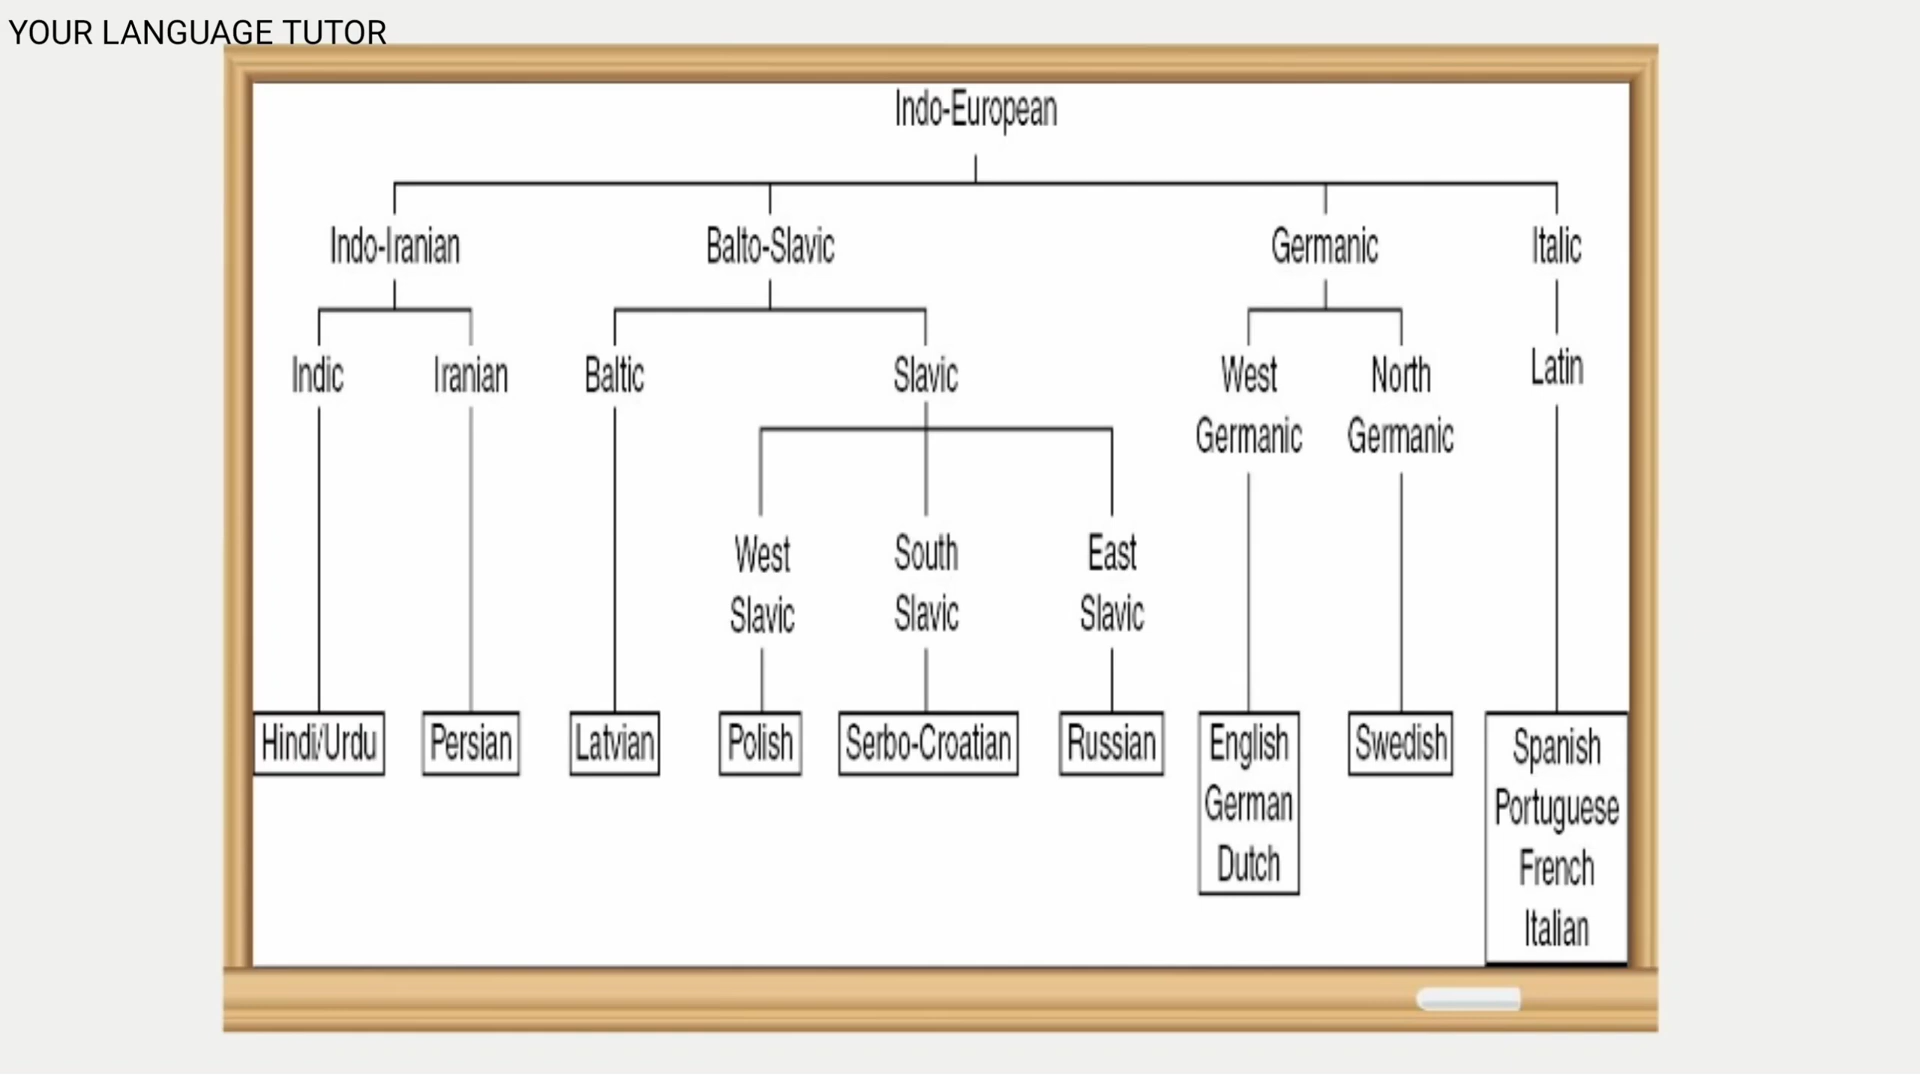 YOUR LANGUAGE TUTOR
Indo-European
Indo-Iranian
Balto-Slavic
Germanic
Italic
Indic
Iranian
Baltic
Slavic
West
Germanic
North
Germanic
Latin
West
Slavic
South
Slavic
East
Slavic
Hindi/Urdu
Persian
Latvian
Polish
Serbo-Croatian
Russian
English
German
Dutch
Swedish
Spanish
Portuguese
French
Italian